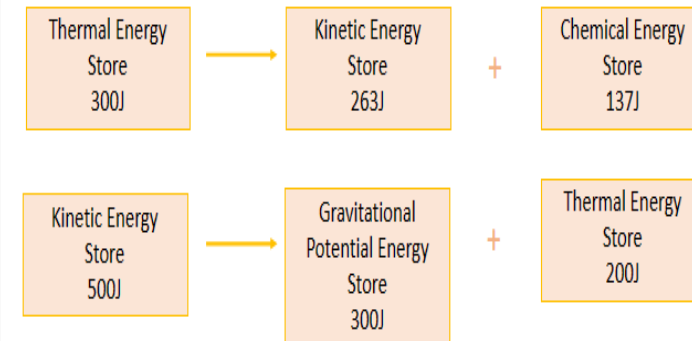 Thermal Energy
Store
300J
Kinetic Energy
Store
263J
+
Chemical Energy
Store
137J
Kinetic Energy
Store
500J
Gravitational
Potential Energy
Store
300J
+
Thermal Energy
Store
200J